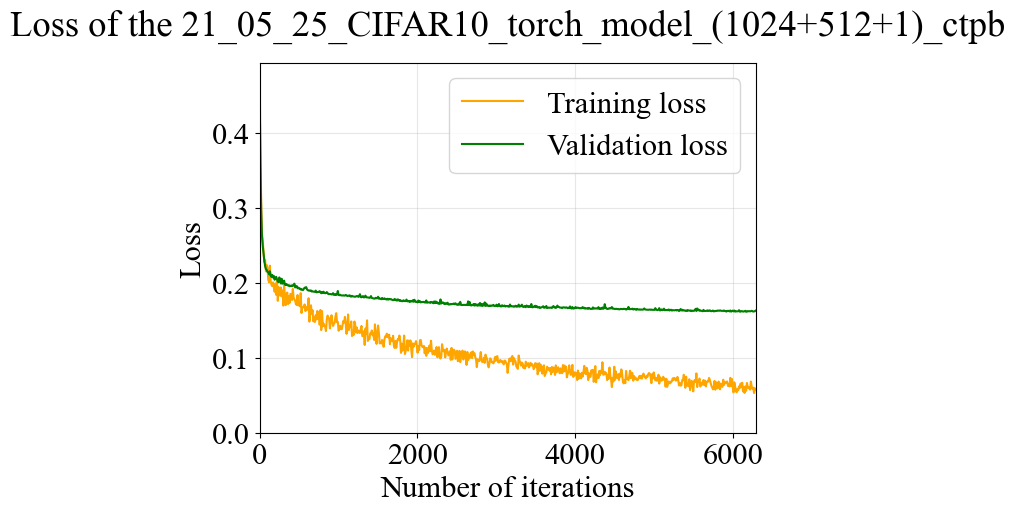 Loss of the 21_05_25_CIFAR10_torch_model_(1024+512+1)_ctpb
Training loss
Validation loss
0.4
0.3
0.2
0.1
0.0
Loss
0 2000 4000 6000
Number of iterations